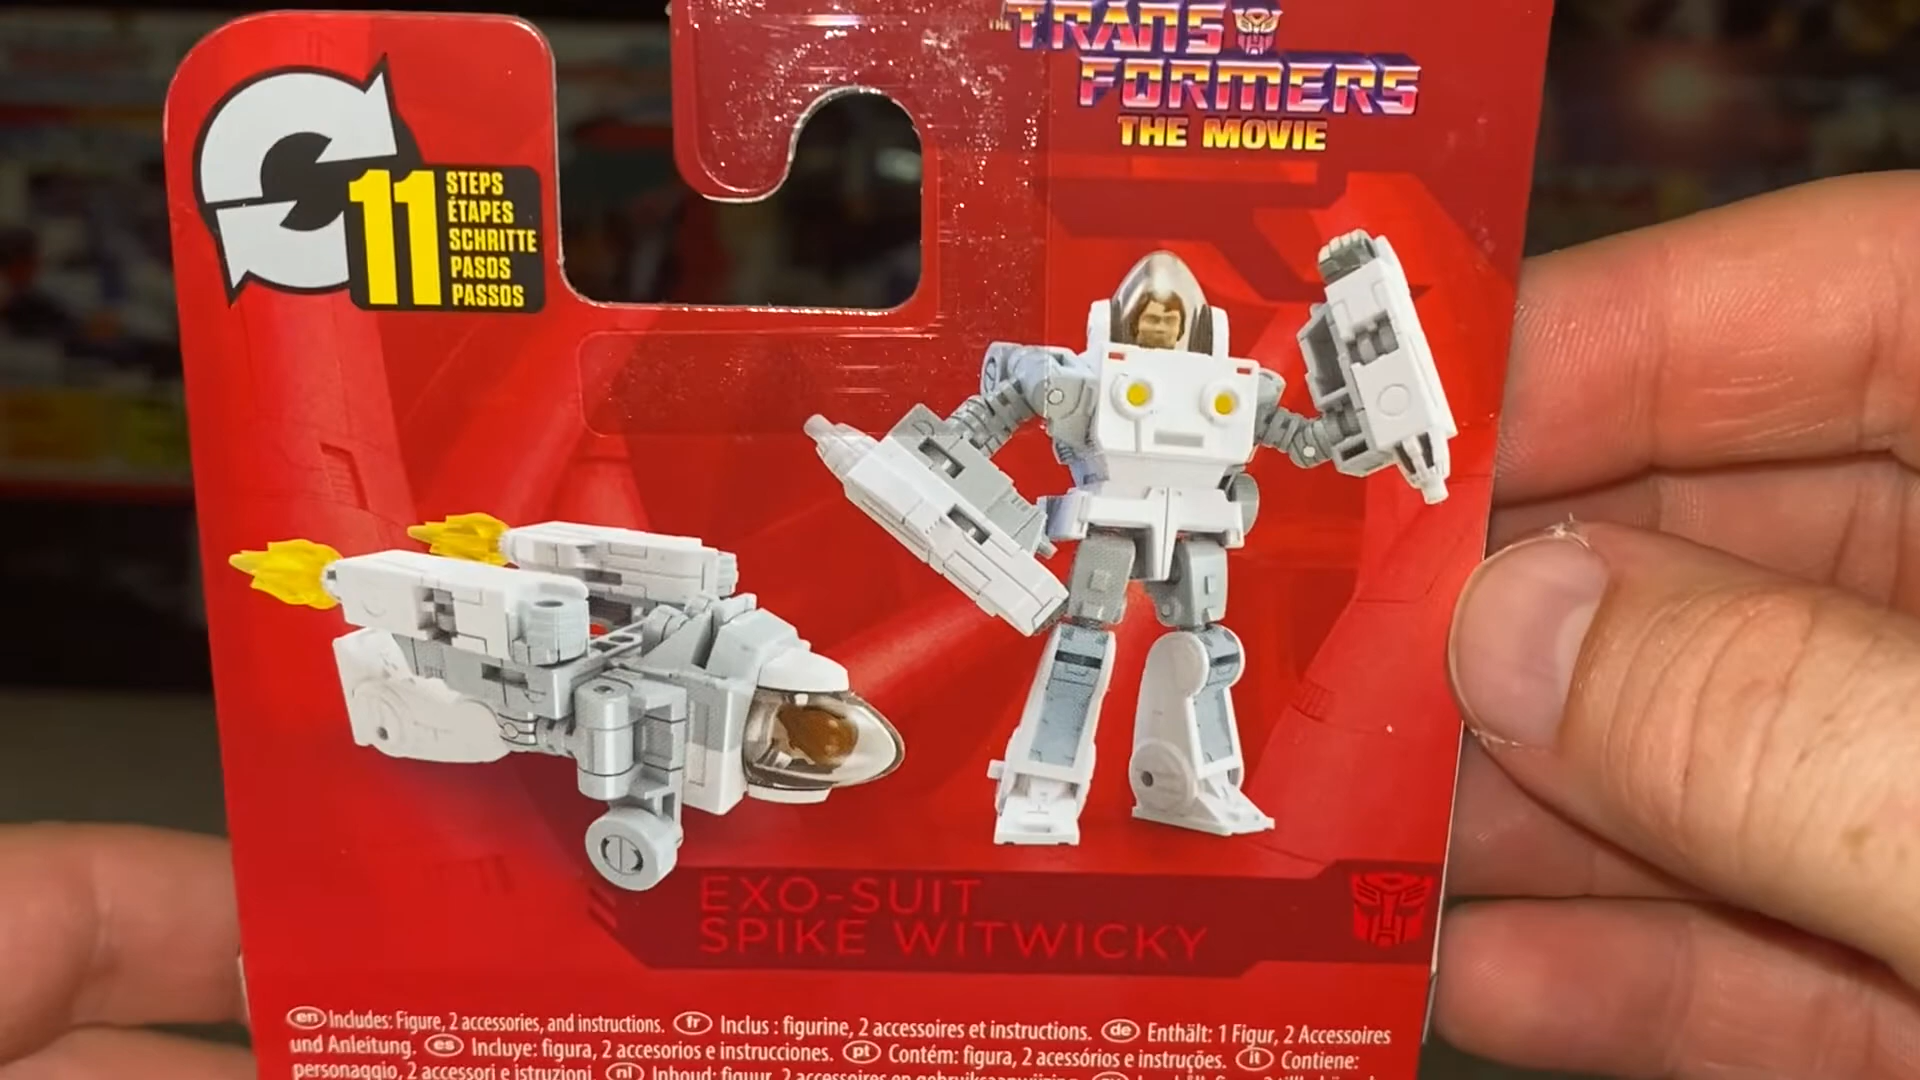 THE
TRANS
FORMERS
THE MOVIE
11
STEPS
ÉTAPES
SCHRITTE
PASOS
PASSOS
EXO-SUIT
SPIKE WITWICKY
en Includes: Figure, 2 accessories, and instructions. fr Inclus : figurine, 2 accessoires et instructions. de Enthält: 1 Figur, 2 Accessoires
und Anleitung. es Incluye: figura, 2 accesorios e instrucciones. pt Contém: figura, 2 acessórios e instruções. it Contiene:
personaggio, 2 accessori e istruzioni. nl Inhoud: figuur, 2 accessoires en gebruiksaanwijzing.